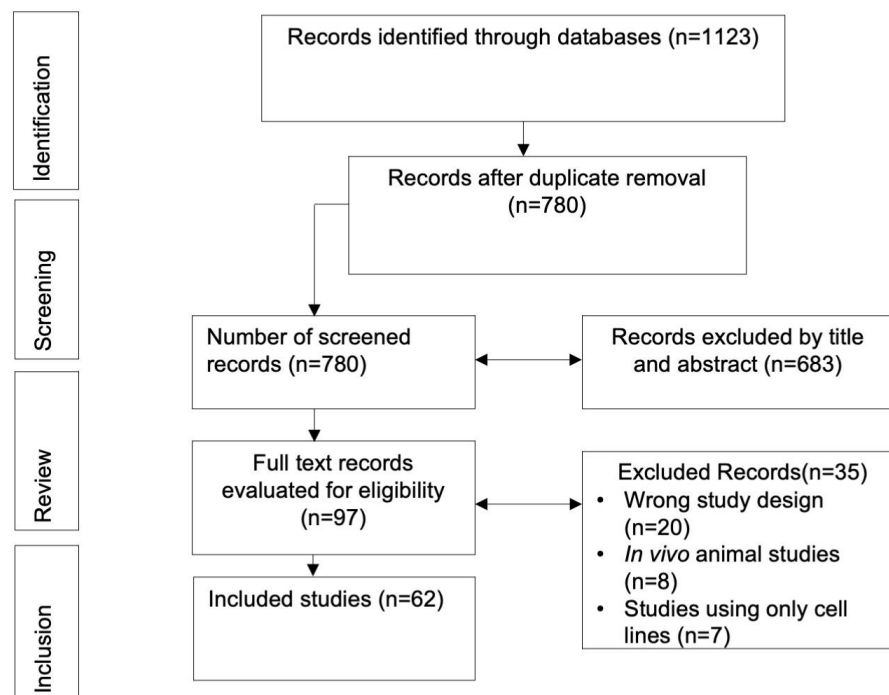 Identification
Records identified through databases (n=1123)
Records after duplicate removal
(n=780)
Screening
Number of screened
records (n=780)
Records excluded by title
and abstract (n=683)
Review
Full text records
evaluated for eligibility
(n=97)
Excluded Records(n=35)
• Wrong study design
(n=20)
• In vivo animal studies
(n=8)
• Studies using only cell
lines (n=7)
Inclusion
Included studies (n=62)